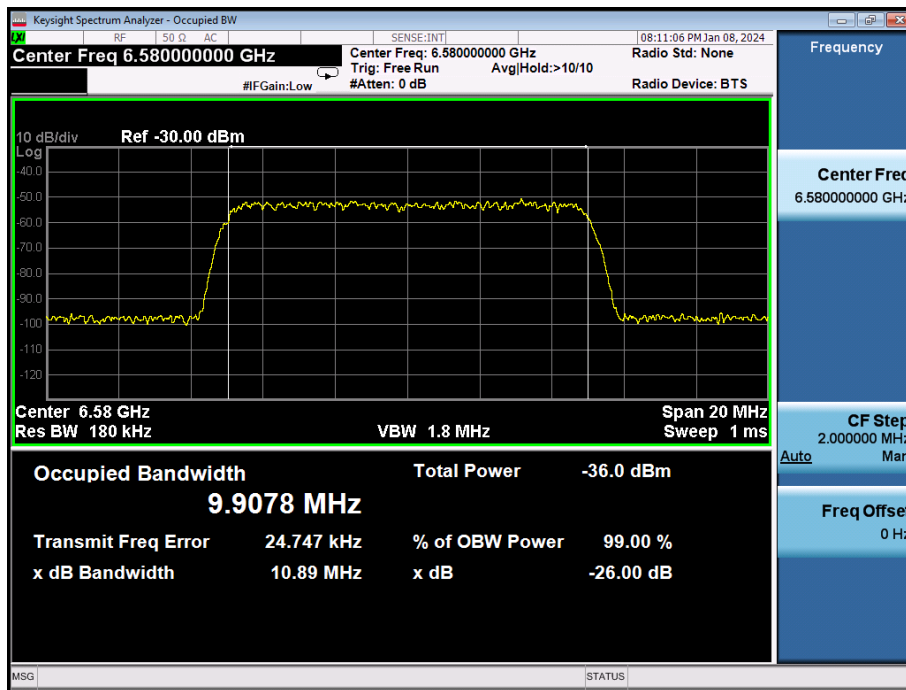 Keysight Spectrum Analyzer - Occupied BW
LXI
RF
50 Ω
AC
SENSE:INT
08:11:06 PM Jan 08, 2024
Center Freq 6.580000000 GHz
Center Freq: 6.580000000 GHz
Radio Std: None
Trig: Free Run
Avg|Hold:>10/10
#IFGain:Low
#Atten: 0 dB
Radio Device: BTS
10 dB/div
Ref -30.00 dBm
Log
-40.0
-50.0
-60.0
-70.0
-80.0
-90.0
-100
-110
-120
Center 6.58 GHz
Span 20 MHz
Res BW 180 kHz
VBW 1.8 MHz
Sweep 1 ms
Occupied Bandwidth
9.9078 MHz
Total Power
-36.0 dBm
Transmit Freq Error
24.747 kHz
% of OBW Power
99.00 %
x dB Bandwidth
10.89 MHz
x dB
-26.00 dB
Frequency
Center Freq
6.580000000 GHz
CF Step
2.000000 MHz
Auto
Man
Freq Offset
0 Hz
MSG
STATUS